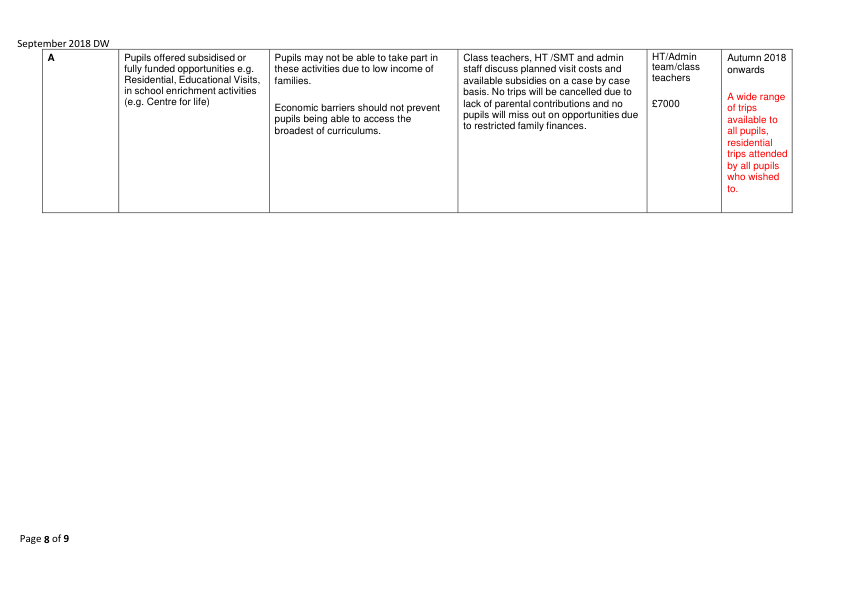 September 2018 DW
A
Pupils offered subsidised or
fully funded opportunities e.g.
Residential, Educational Visits,
in school enrichment activities
(e.g. Centre for life)
Pupils may not be able to take part in
these activities due to low income of
families.
Economic barriers should not prevent
pupils being able to access the
broadest of curriculums.
Class teachers, HT /SMT and admin
staff discuss planned visit costs and
available subsidies on a case by case
basis. No trips will be cancelled due to
lack of parental contributions and no
pupils will miss out on opportunities due
to restricted family finances.
HT/Admin
team/class
teachers
£7000
Autumn 2018
onwards
A wide range
of trips
available to
all pupils,
residential
trips attended
by all pupils
who wished
to.
Page 8 of 9